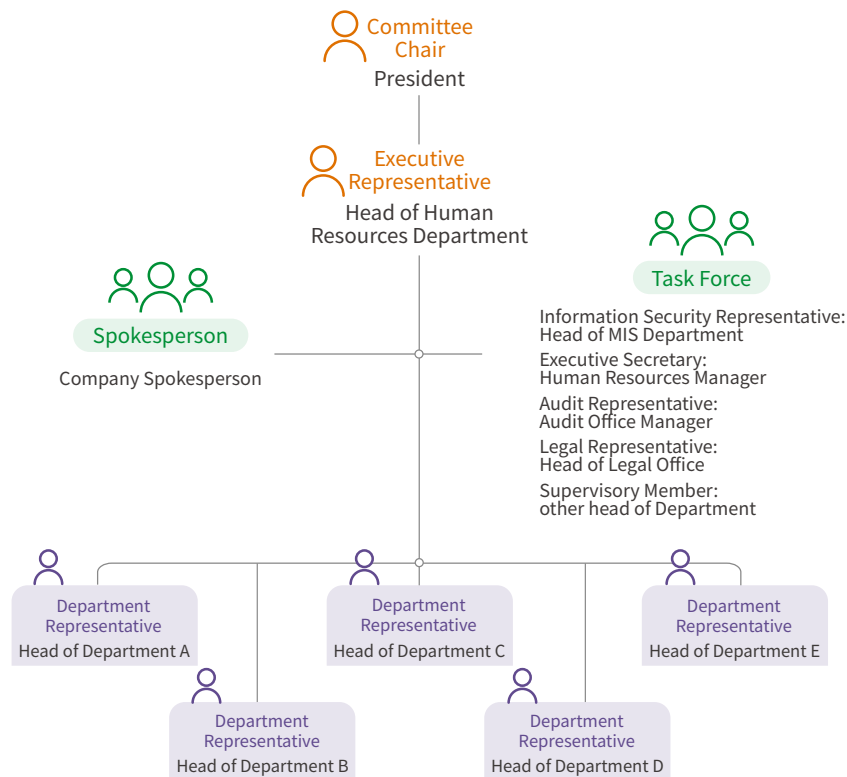 Committee
Chair
President
Executive
Representative
Head of Human
Resources Department
Spokesperson
Company Spokesperson
Task Force
Information Security Representative:
Head of MIS Department
Executive Secretary:
Human Resources Manager
Audit Representative:
Audit Office Manager
Legal Representative:
Head of Legal Office
Supervisory Member:
other head of Department
Department
Representative
Head of Department A
Department
Representative
Head of Department B
Department
Representative
Head of Department C
Department
Representative
Head of Department D
Department
Representative
Head of Department E